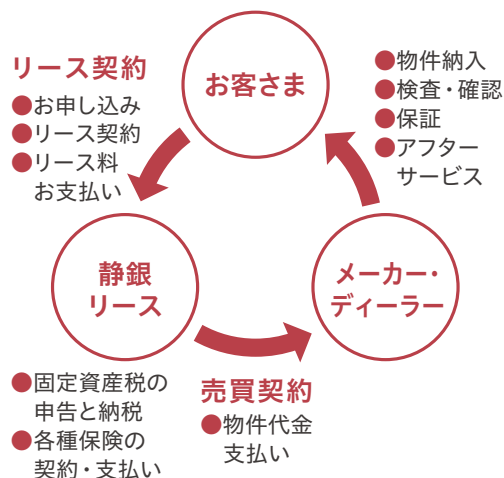 お客さま
リース契約
●お申し込み
●リース契約
●リース料
お支払い
●物件納入
●検査・確認
●保証
●アフター
サービス
静銀
リース
メーカー・
ディーラー
●固定資産税の
申告と納税
●各種保険の
契約・支払い
売買契約
●物件代金
支払い